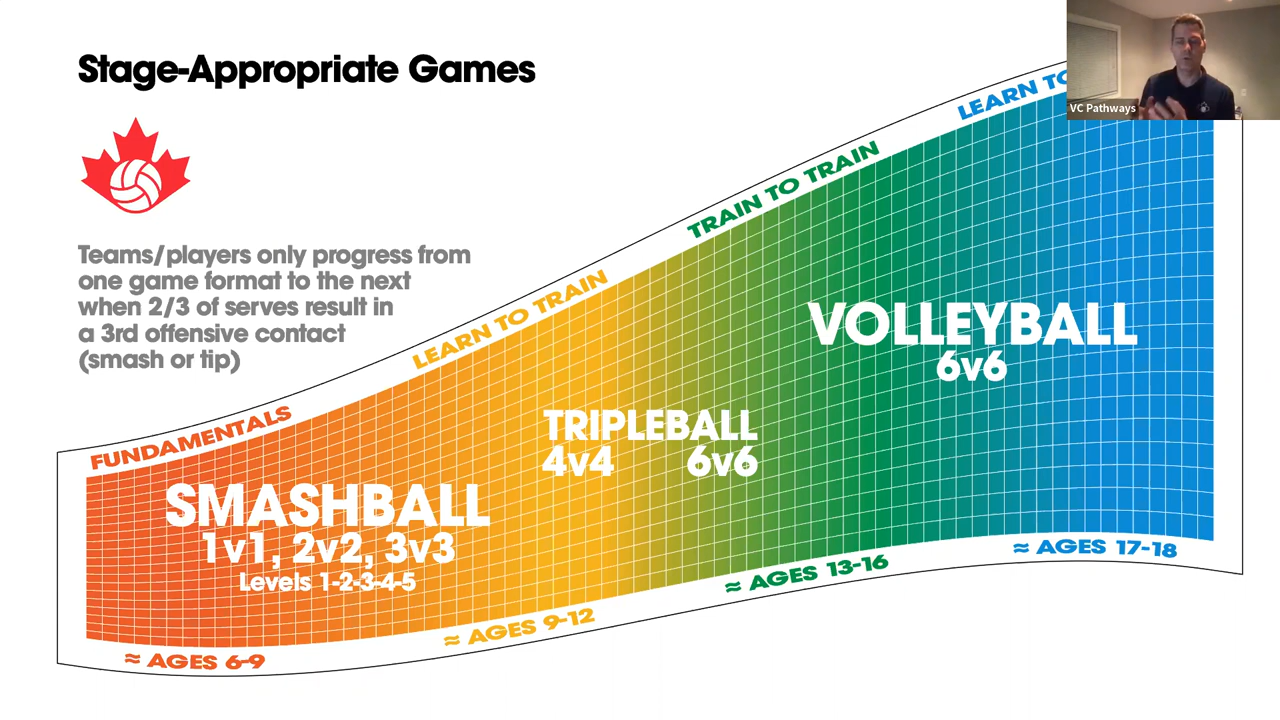 Stage-Appropriate Games
VC Pathways
LEARN TO
TRAIN TO TRAIN
LEARN TO TRAIN
FUNDAMENTALS
Teams/players only progress from
one game format to the next
when 2/3 of serves result in
a 3rd offensive contact
(smash or tip)
VOLLEYBALL
6v6
TRIPLEBALL
4v4 6v6
SMASHBALL
1v1, 2v2, 3v3
Levels 1-2-3-4-5
≈ AGES 6-9
≈ AGES 9-12
≈ AGES 13-16
≈ AGES 17-18